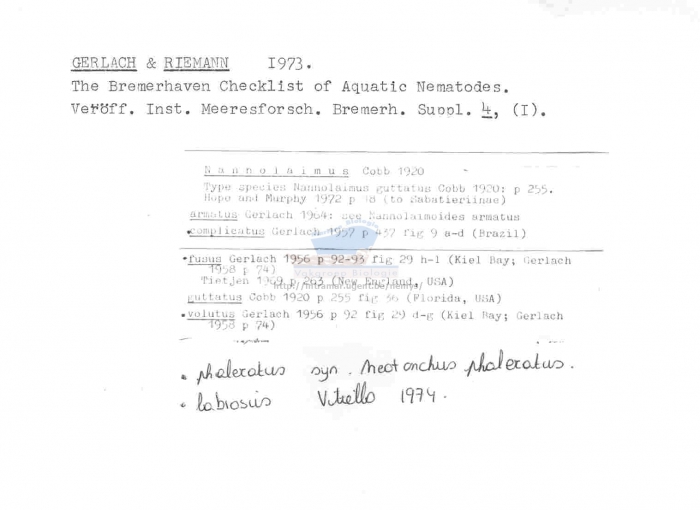 GERLACH & RIEMANN I973.
The Bremerhaven Checklist of Aquatic Nematodes.
Veröff. Inst. Meeresforsch. Bremerh. Suppl. 4, (I).
Nannolaimus Cobb 1920
Type species Nannolaimus guttatus Cobb 1920: p 255.
Hope and Murphy 1972 p 38 (to Sabatieriinae)
armatus Gerlach 1964: see Nannolaimoides armatus
•complicatus Gerlach 1957 p 437 fig 9 a-d (Brazil)
•fusus Gerlach 1956 p 92-93 fig 29 h-l (Kiel Bay; Gerlach
1958 p 74)
Tietjen 1969 p 263 (New England, USA)
guttatus Cobb 1920 p 255 fig 36 (Florida, USA)
•volutus Gerlach 1956 p 92 fig 29 d-g (Kiel Bay; Gerlach
1958 p 74)
• phaleratus syn. Neotonchus phaleratus.
• labiosus Vitiello 1974.